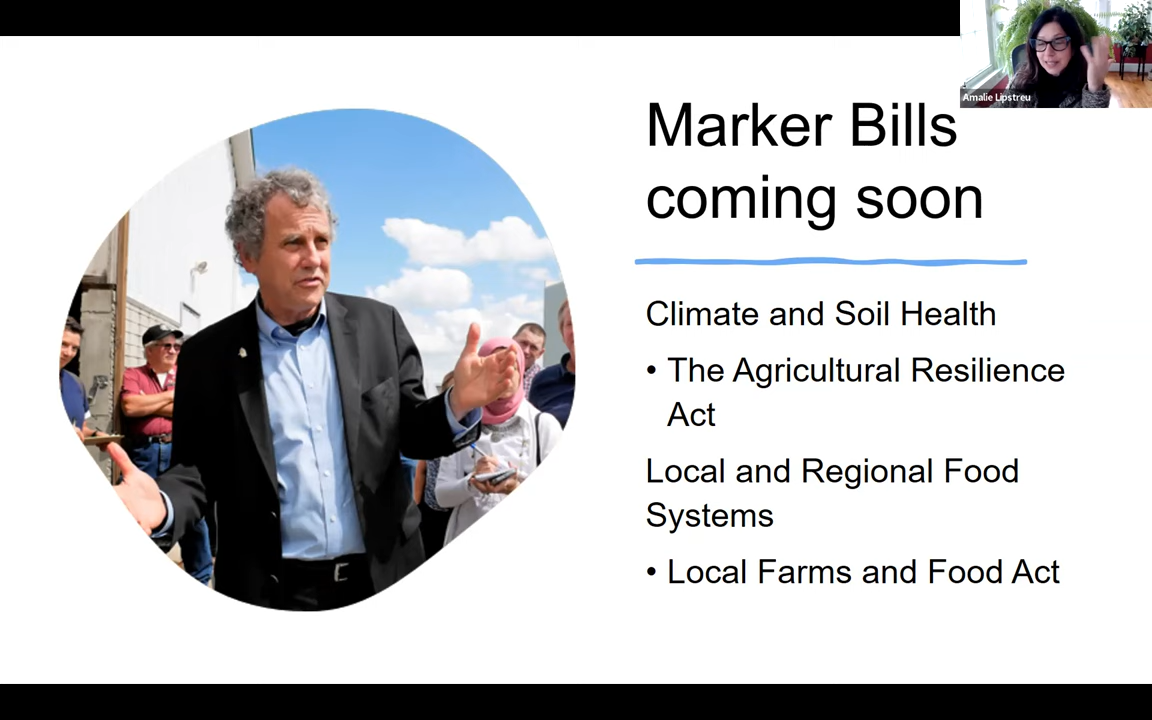 Amalie Lipstreu
Marker Bills
coming soon
Climate and Soil Health
• The Agricultural Resilience
Act
Local and Regional Food
Systems
• Local Farms and Food Act